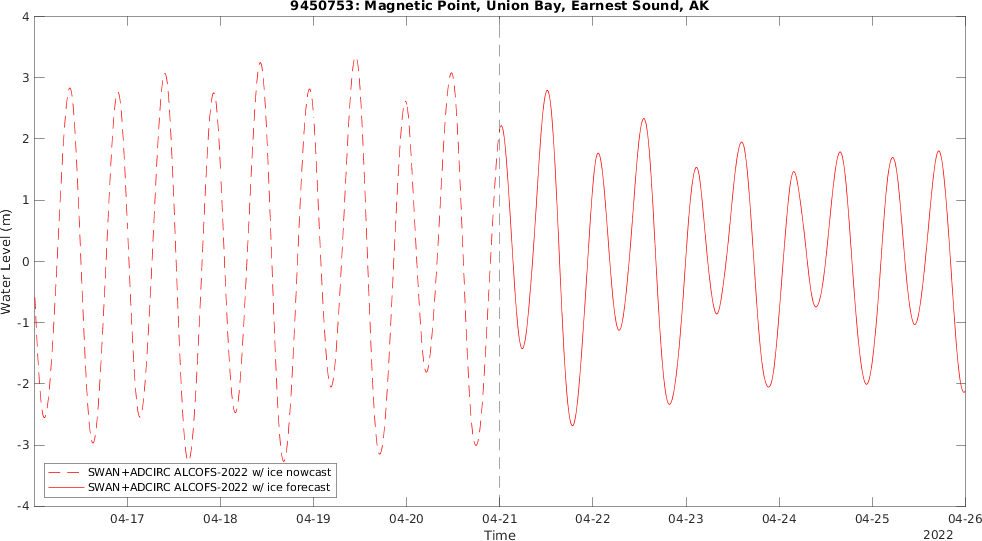 9450753: Magnetic Point, Union Bay, Earnest Sound, AK
4
3
2
1
0
-1
-2
-3
-4
Water Level (m)
SWAN+ADCIRC ALCOFS-2022 w/ ice nowcast
SWAN+ADCIRC ALCOFS-2022 w/ ice forecast
04-17 04-18 04-19 04-20 04-21 04-22 04-23 04-24 04-25 04-26
Time
2022